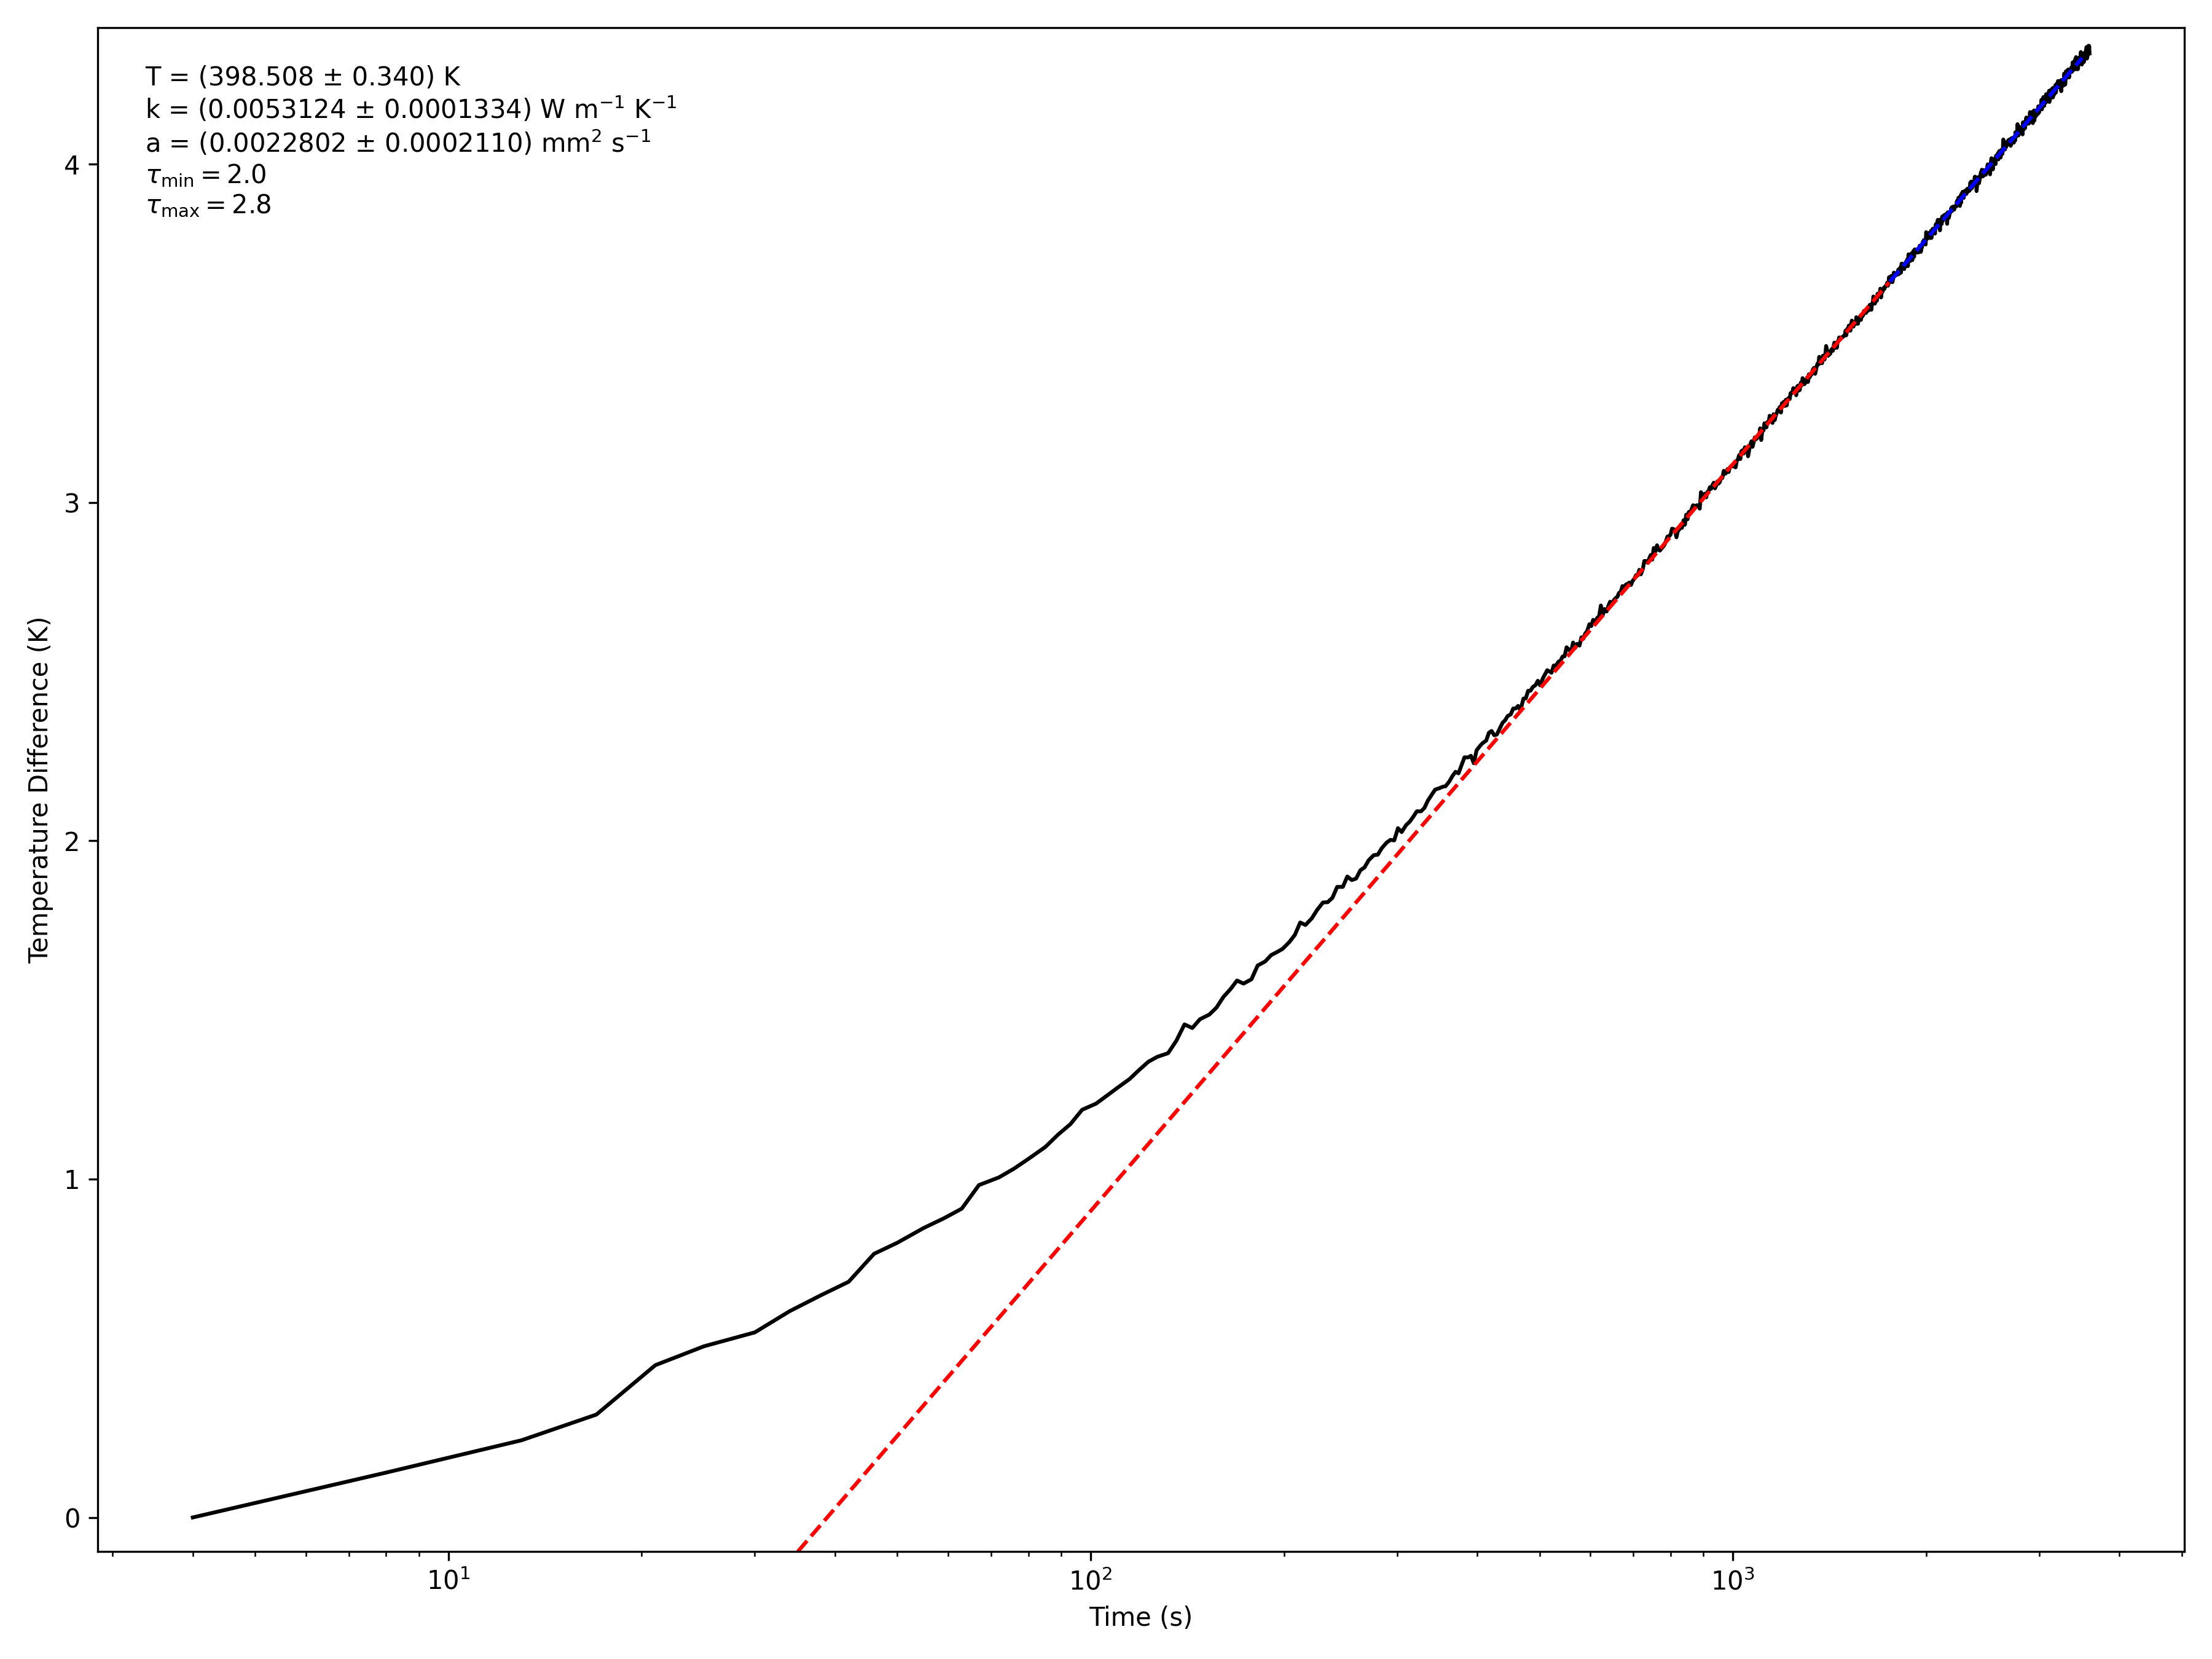 T = (398.508 ± 0.340) K
k = (0.0053124 ± 0.0001334) W m⁻¹ K⁻¹
a = (0.0022802 ± 0.0002110) mm² s⁻¹
τmin = 2.0
τmax = 2.8
4
3
2
1
0
Temperature Difference (K)
10¹ 10² 10³
Time (s)